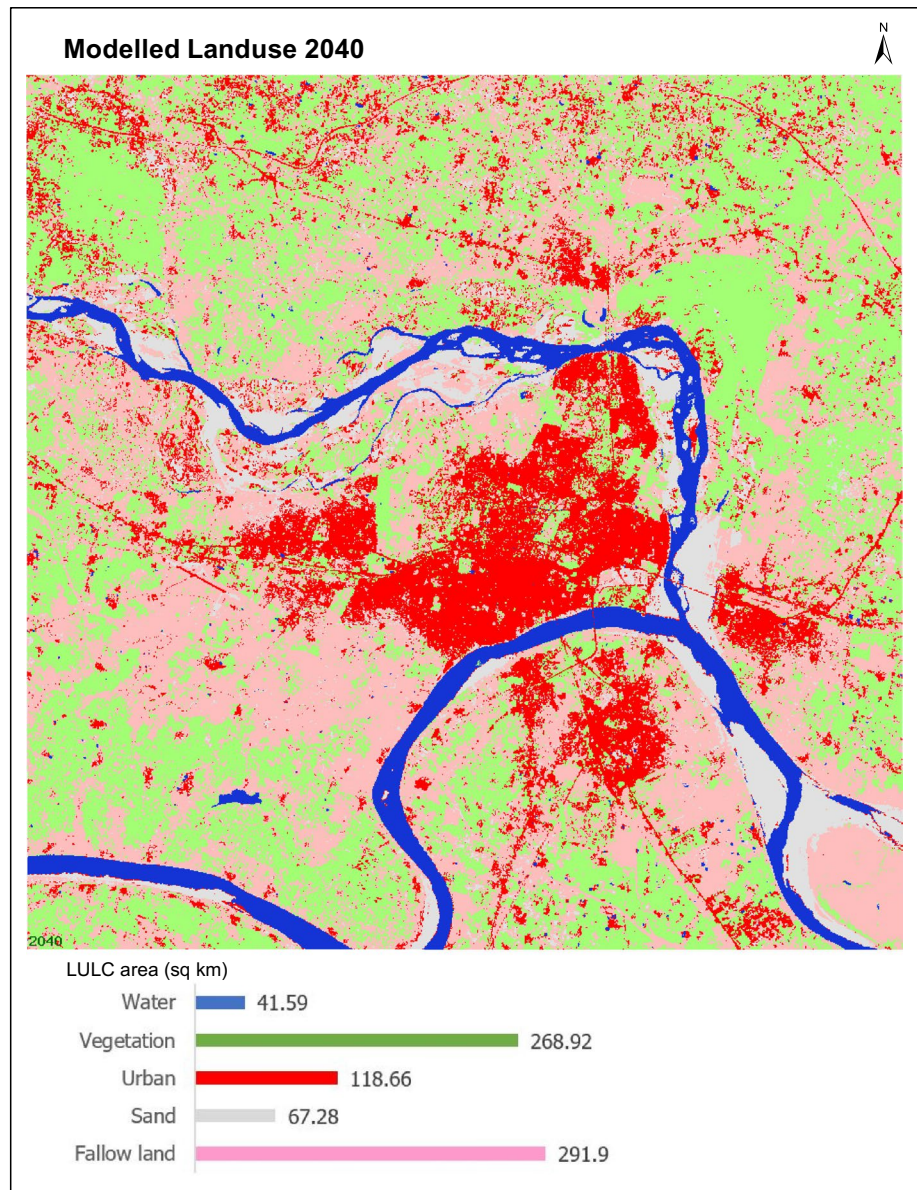 Modelled Landuse 2040
N
2040
LULC area (sq km)
Water 41.59
Vegetation 268.92
Urban 118.66
Sand 67.28
Fallow land 291.9